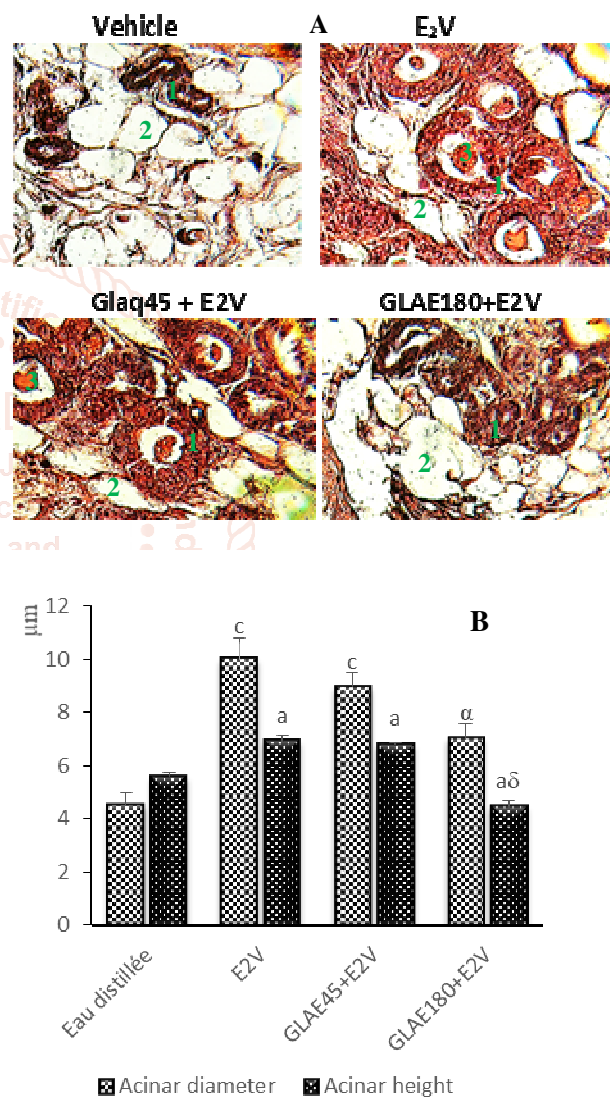 Vehicle A E₂V
1
2
3
1
2
Glaq45 + E2V GLAE180+E2V
3
1
2
1
2
and
µm
B
12
10
8
6
4
2
0
c
a
c
a
α
aδ
Eau distillée
E2V
GLAE45+E2V
GLAE180+E2V
Acinar diameter Acinar height